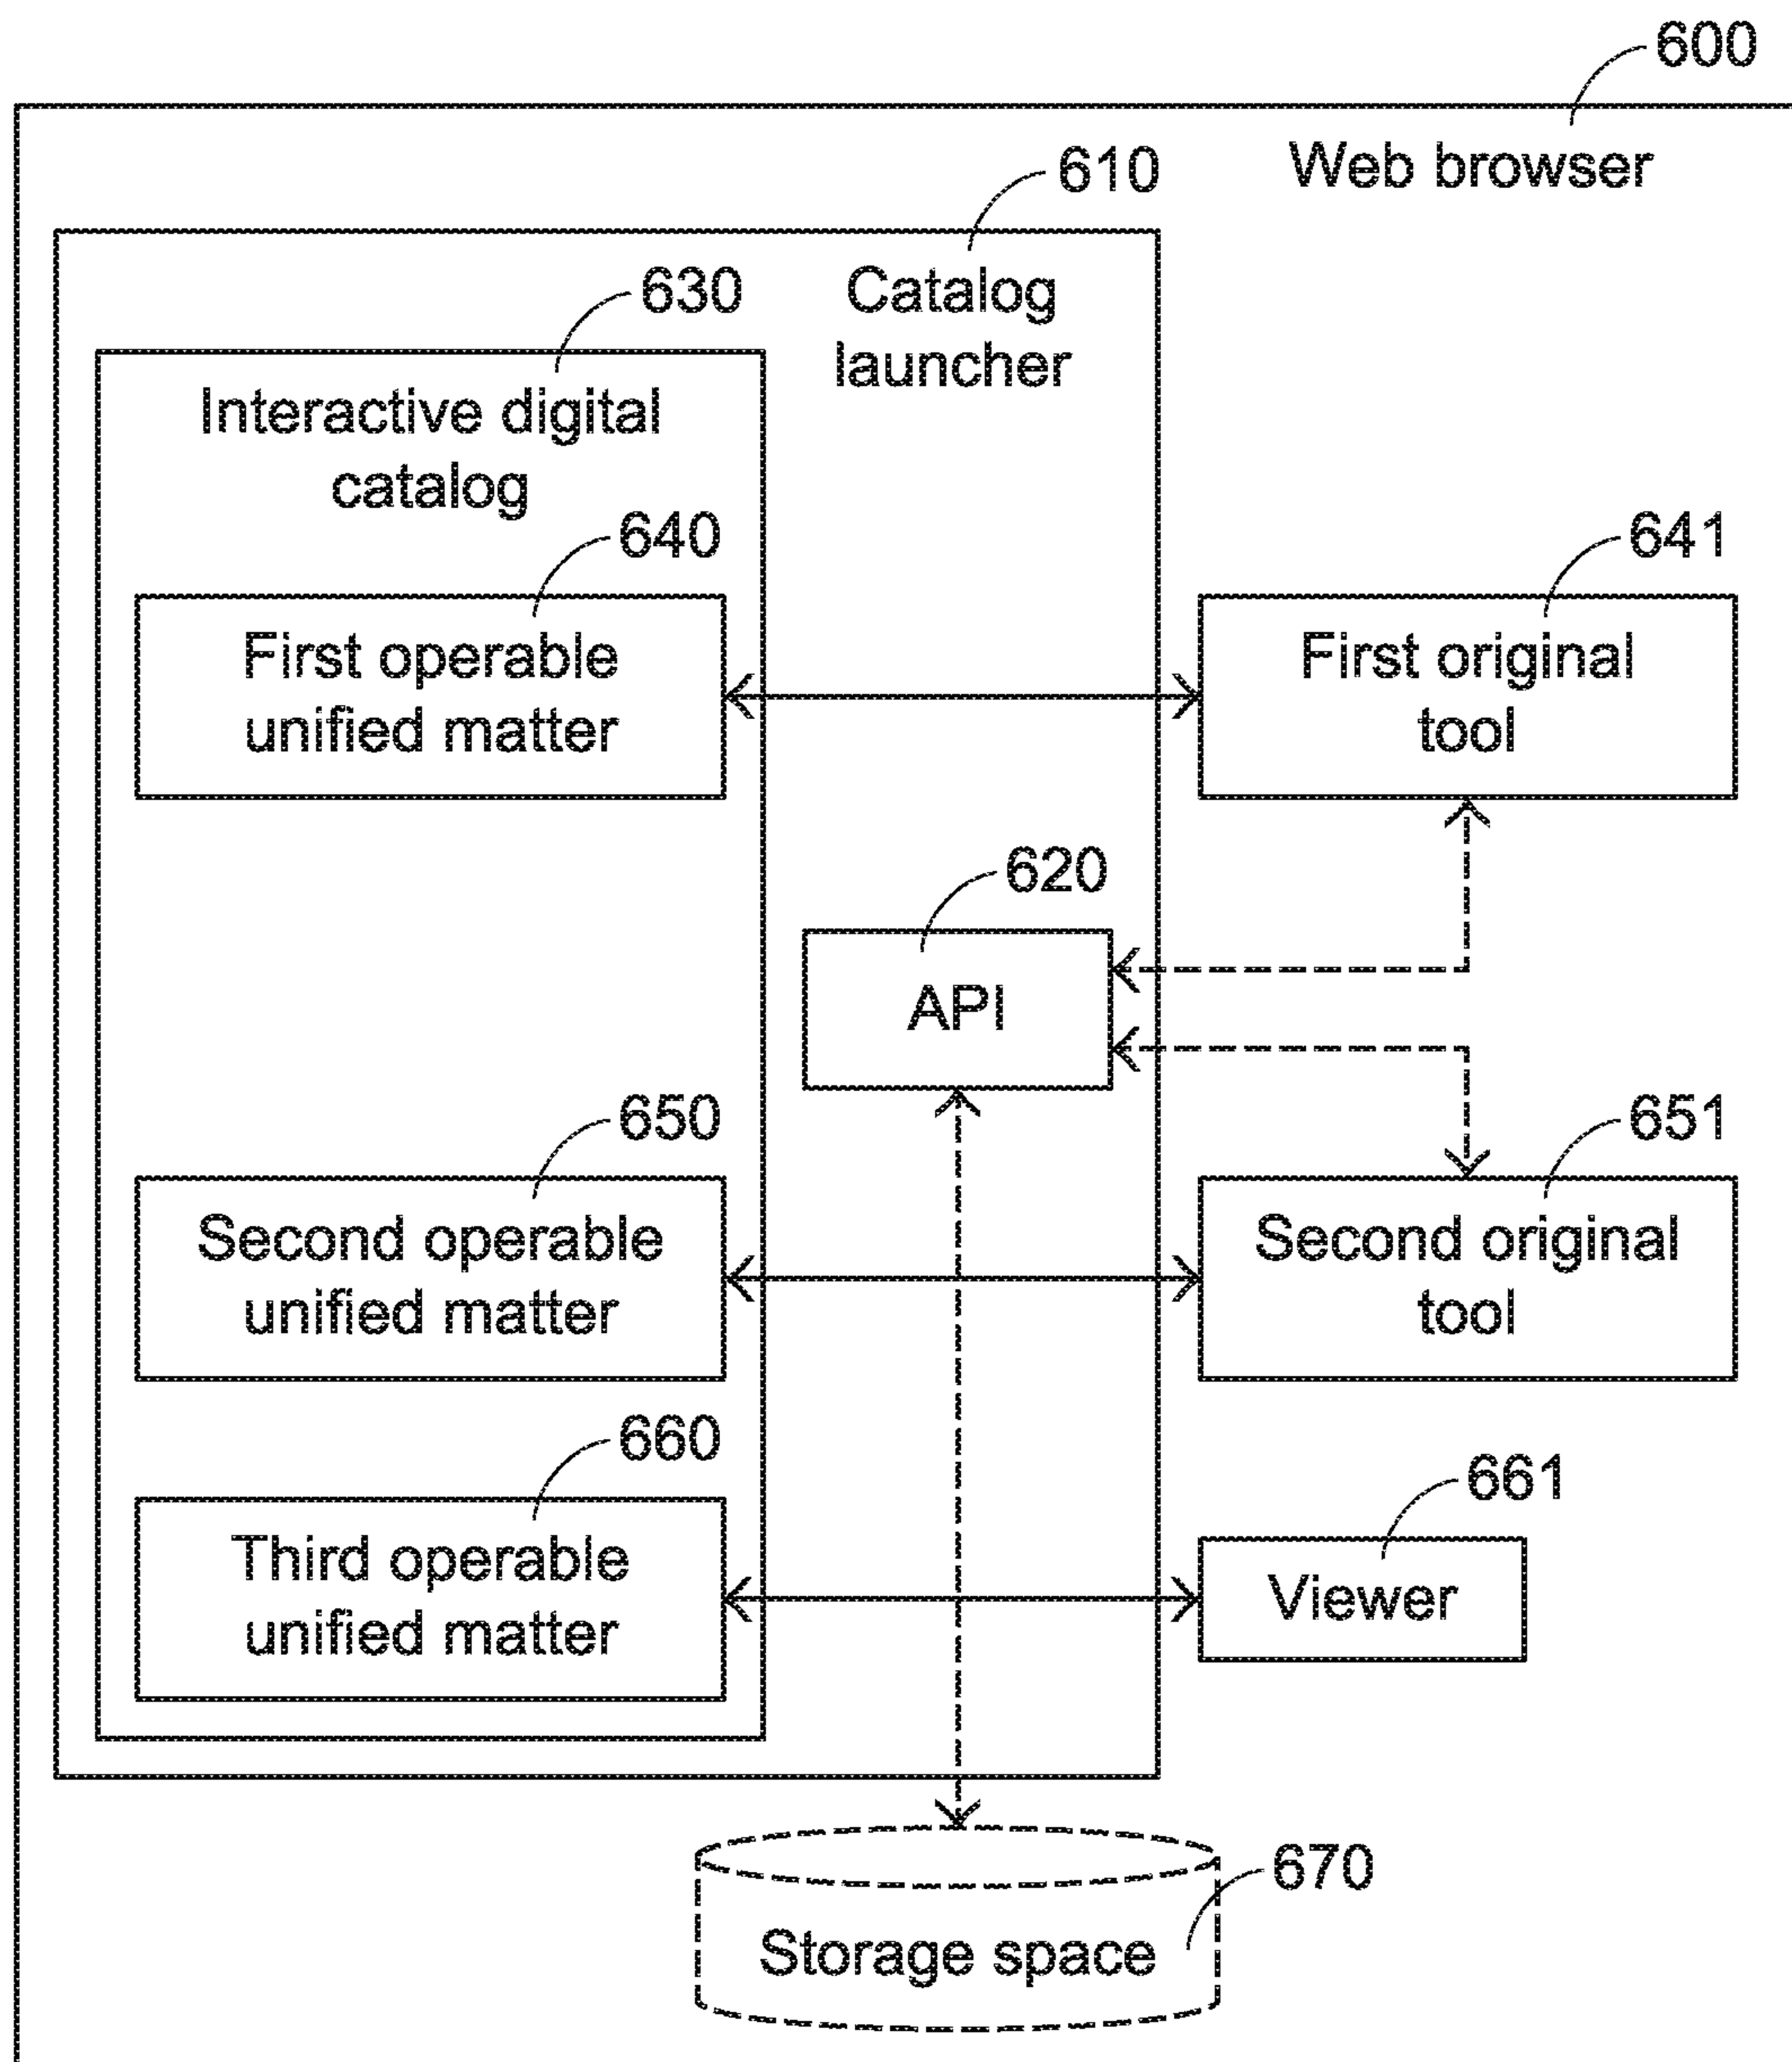 600
Web browser
610
Catalog
launcher
630
Interactive digital
catalog
640
First operable
unified matter
641
First original
tool
620
API
650
Second operable
unified matter
651
Second original
tool
660
Third operable
unified matter
661
Viewer
670
Storage space